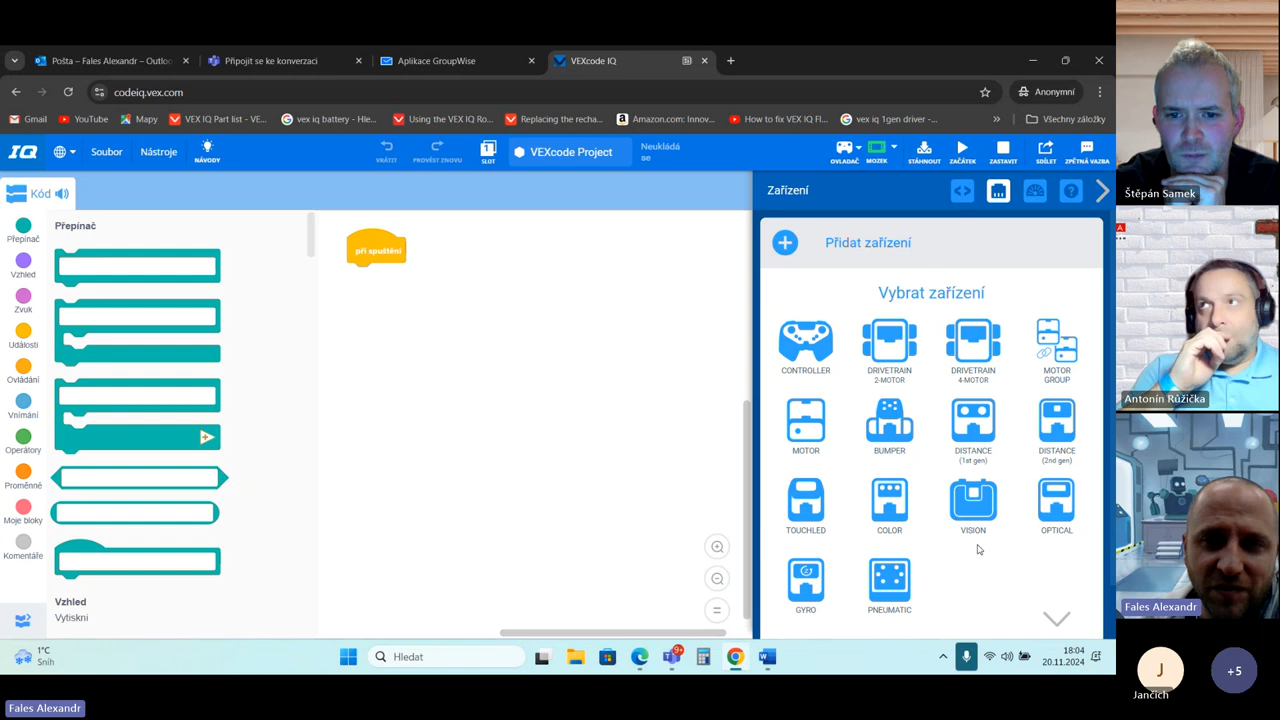 Pošta – Fales Alexandr – Outloo
Připojit se ke konverzaci
Aplikace GroupWise
VEXcode IQ
codeiq.vex.com
Anonymní
Gmail
YouTube
Mapy
VEX IQ Part list - VE...
vex iq battery - Hle...
Using the VEX IQ Ro...
Replacing the recha...
Amazon.com: Innov...
How to fix VEX IQ Fl...
vex iq 1gen driver -...
Všechny záložky
IQ
Soubor
Nástroje
NÁVODY
VRÁTIT
PROVÉST ZNOVU
1
SLOT
VEXcode Project
Neukládá
se
OVLADAČ
MOZEK
STÁHNOUT
ZAČÁTEK
ZASTAVIT
SDÍLET
ZPĚTNÁ VAZBA
Kód
Přepínač
Vzhled
Zvuk
Události
Ovládání
Vnímání
Operátory
Proměnné
Moje bloky
Komentáře
Přepínač
Vzhled
Vytiskni
při spuštění
Zařízení
Přidat zařízení
Vybrat zařízení
CONTROLLER
DRIVETRAIN
2-MOTOR
DRIVETRAIN
4-MOTOR
MOTOR
GROUP
MOTOR
BUMPER
DISTANCE
(1st gen)
DISTANCE
(2nd gen)
TOUCHLED
COLOR
VISION
OPTICAL
GYRO
PNEUMATIC
1°C
Sníh
Hledat
9+
18:04
20.11.2024
Štěpán Samek
Antonín Růžička
Fales Alexandr
J
Jančich
+5
Fales Alexandr